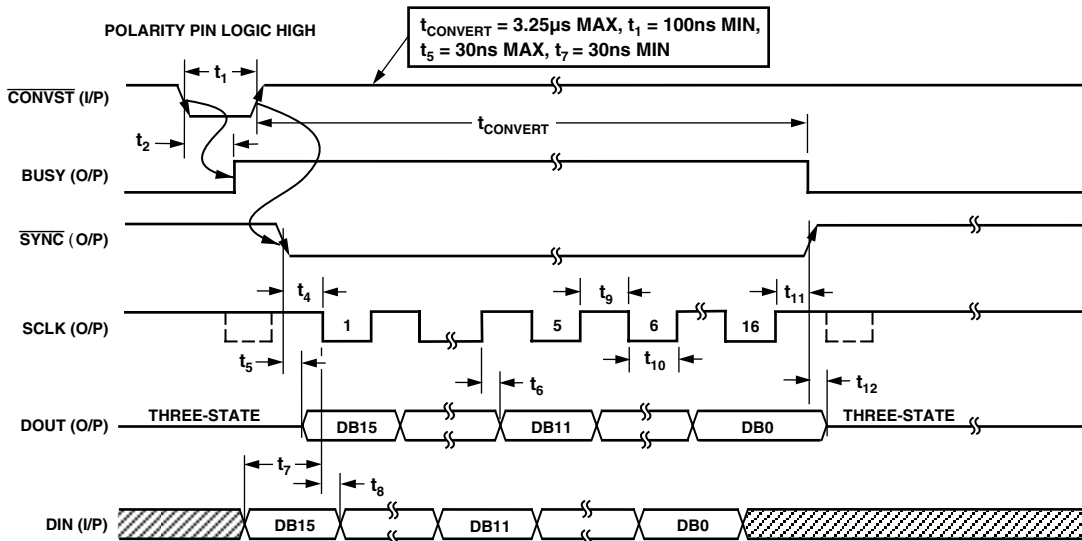 POLARITY PIN LOGIC HIGH
tCONVERT = 3.25µs MAX, t1 = 100ns MIN,
t5 = 30ns MAX, t7 = 30ns MIN
t1
CONVST (I/P)
tCONVERT
t2
BUSY (O/P)
SYNC (O/P)
t4
t9
t11
SCLK (O/P)
1
5
6
16
t5
t10
t6
t12
THREE-STATE
THREE-STATE
DOUT (O/P)
DB15
DB11
DB0
t7
t8
DIN (I/P)
DB15
DB11
DB0